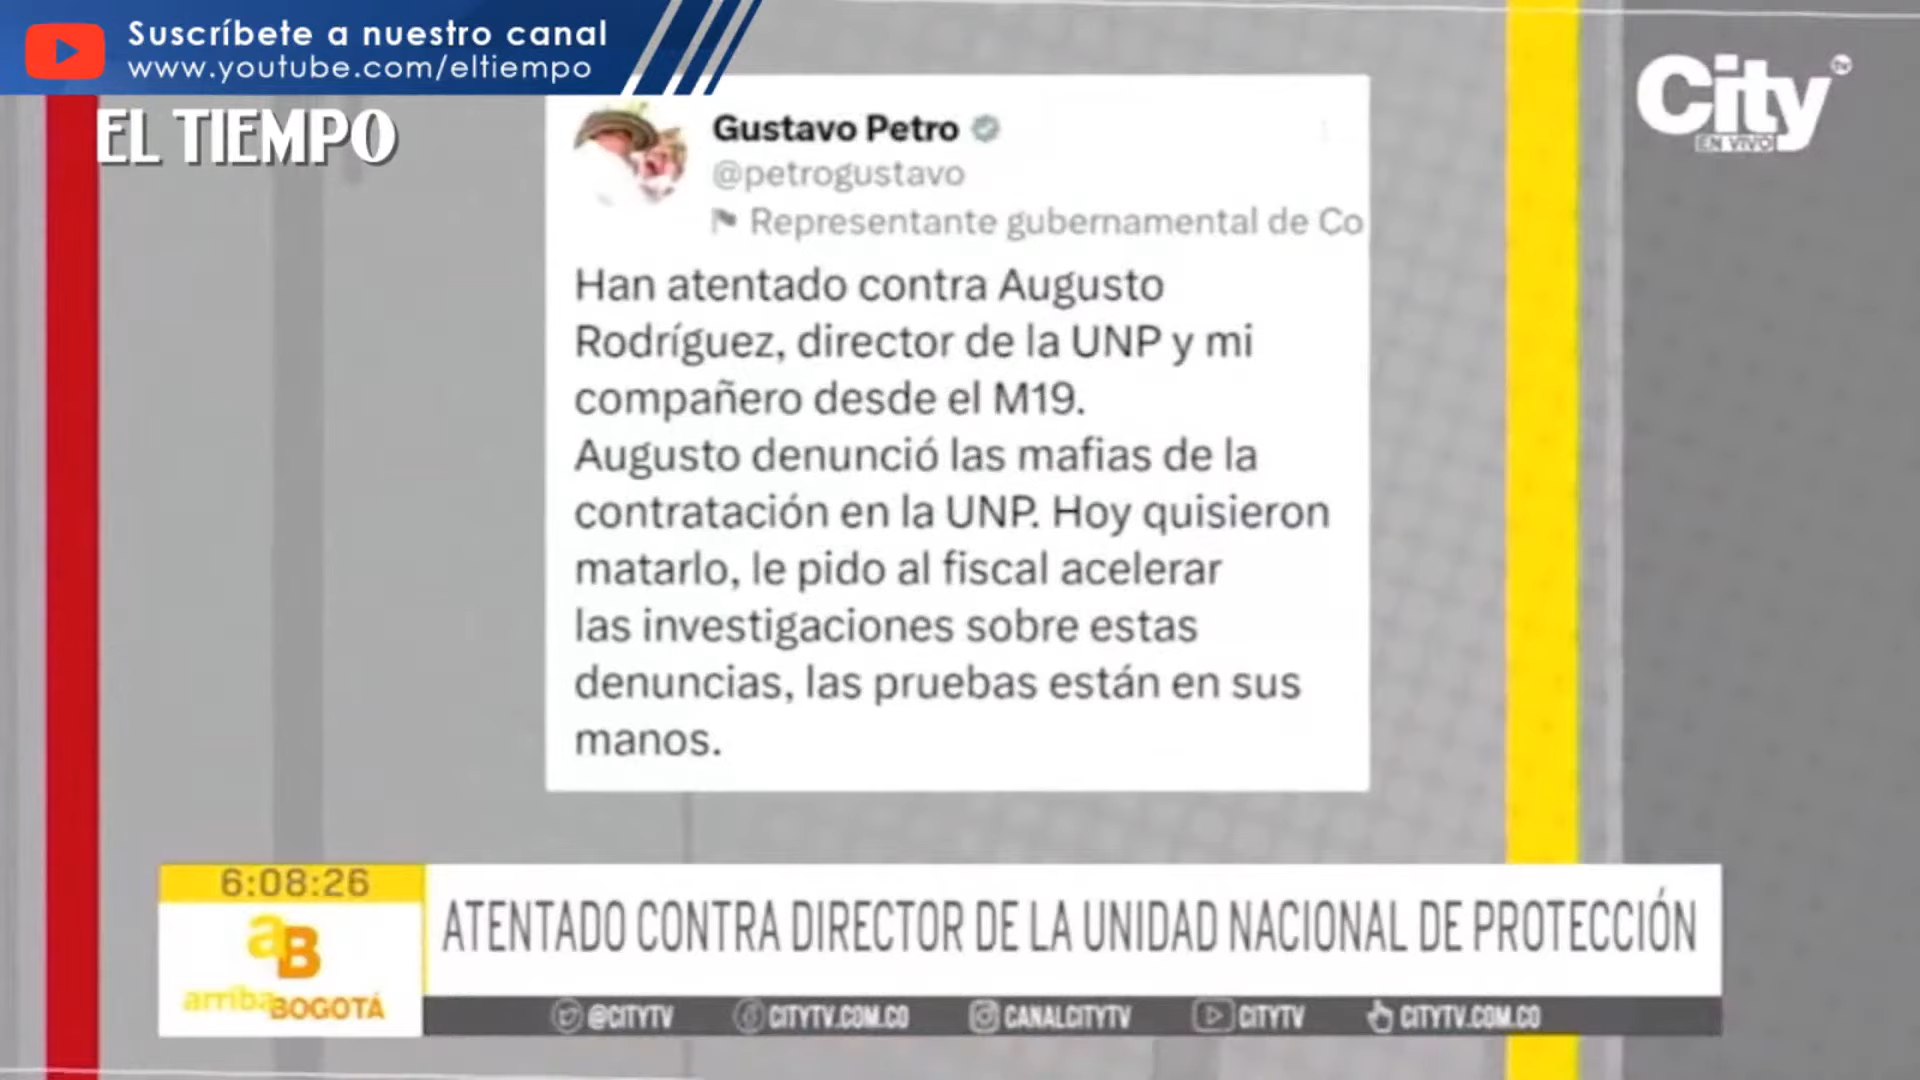 Suscríbete a nuestro canal
www.youtube.com/eltiempo
EL TIEMPO
City tv
EN VIVO
Gustavo Petro
@petrogustavo
Representante gubernamental de Co
Han atentado contra Augusto
Rodríguez, director de la UNP y mi
compañero desde el M19.
Augusto denunció las mafias de la
contratación en la UNP. Hoy quisieron
matarlo, le pido al fiscal acelerar
las investigaciones sobre estas
denuncias, las pruebas están en sus
manos.
6:08:26
aB
arriba BOGOTÁ
ATENTADO CONTRA DIRECTOR DE LA UNIDAD NACIONAL DE PROTECCIÓN
@CITYTV CITYTV.COM.CO CANALCITYTV CITYTV CITYTV.COM.CO